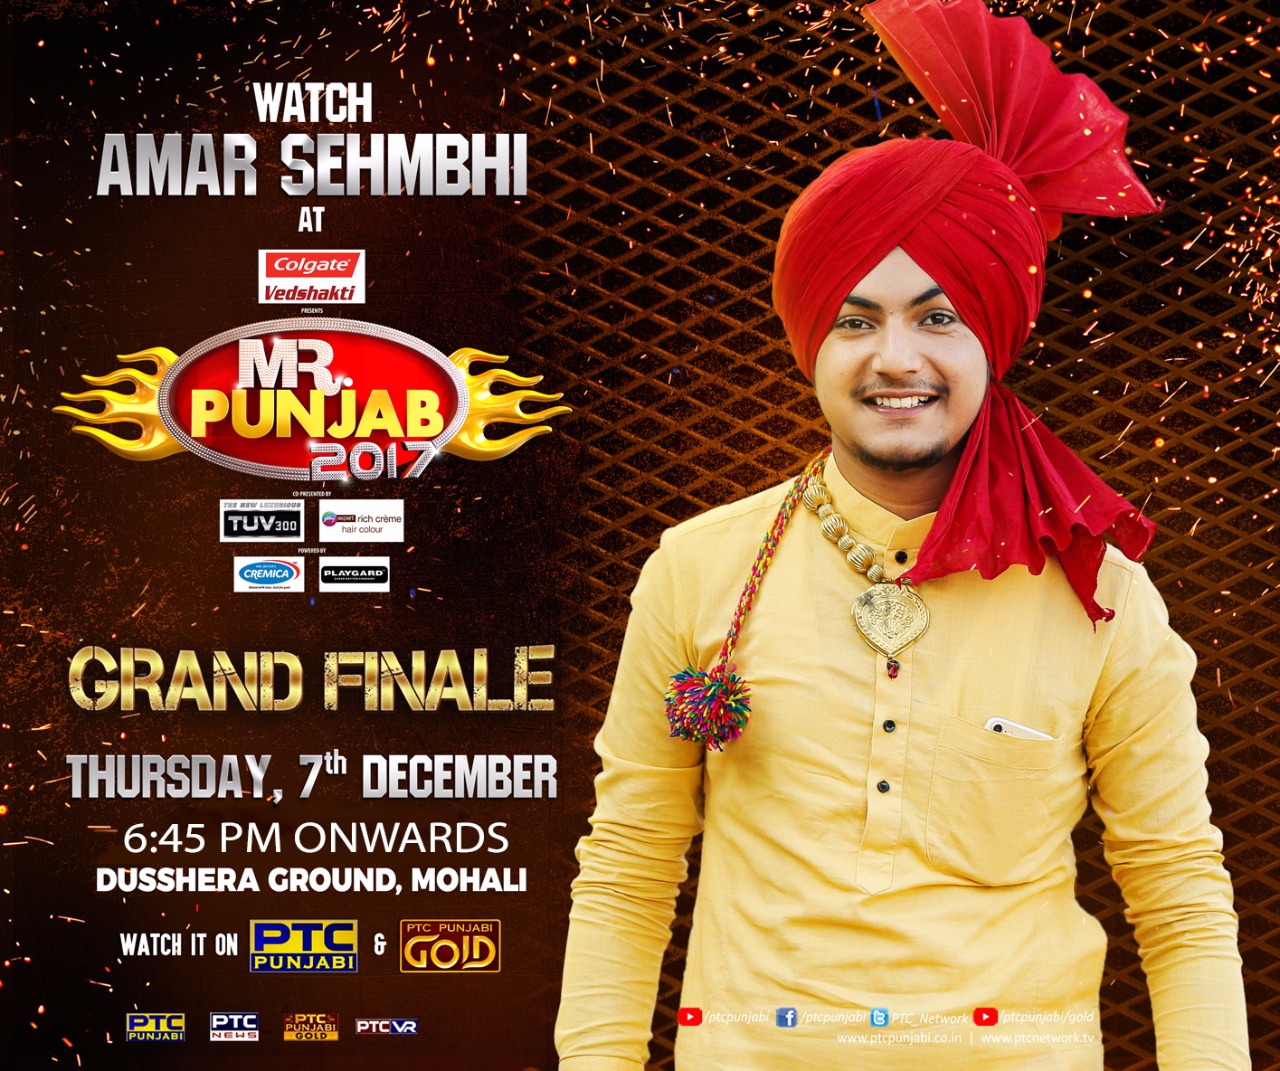 WATCH
AMAR SEHMBHI
AT
Colgate
Vedshakti
PRESENTS
MR.
PUNJAB
2017
CO-PRESENTED BY
THE NEW LUXURIOUS
TUV300
expert rich crème
hair colour
POWERED BY
CREMICA
PLAYGARD
GRAND FINALE
THURSDAY, 7th DECEMBER
6:45 PM ONWARDS
DUSSHERA GROUND, MOHALI
WATCH IT ON PTC PUNJABI & PTC PUNJABI GOLD
PTC PUNJABI
PTC NEWS
PTC PUNJABI GOLD
PTC VR
/ptcpunjabi /ptcpunjabi PTC_Network /ptcpunjabi/gold
www.ptcpunjabi.co.in | www.ptcnetwork.tv